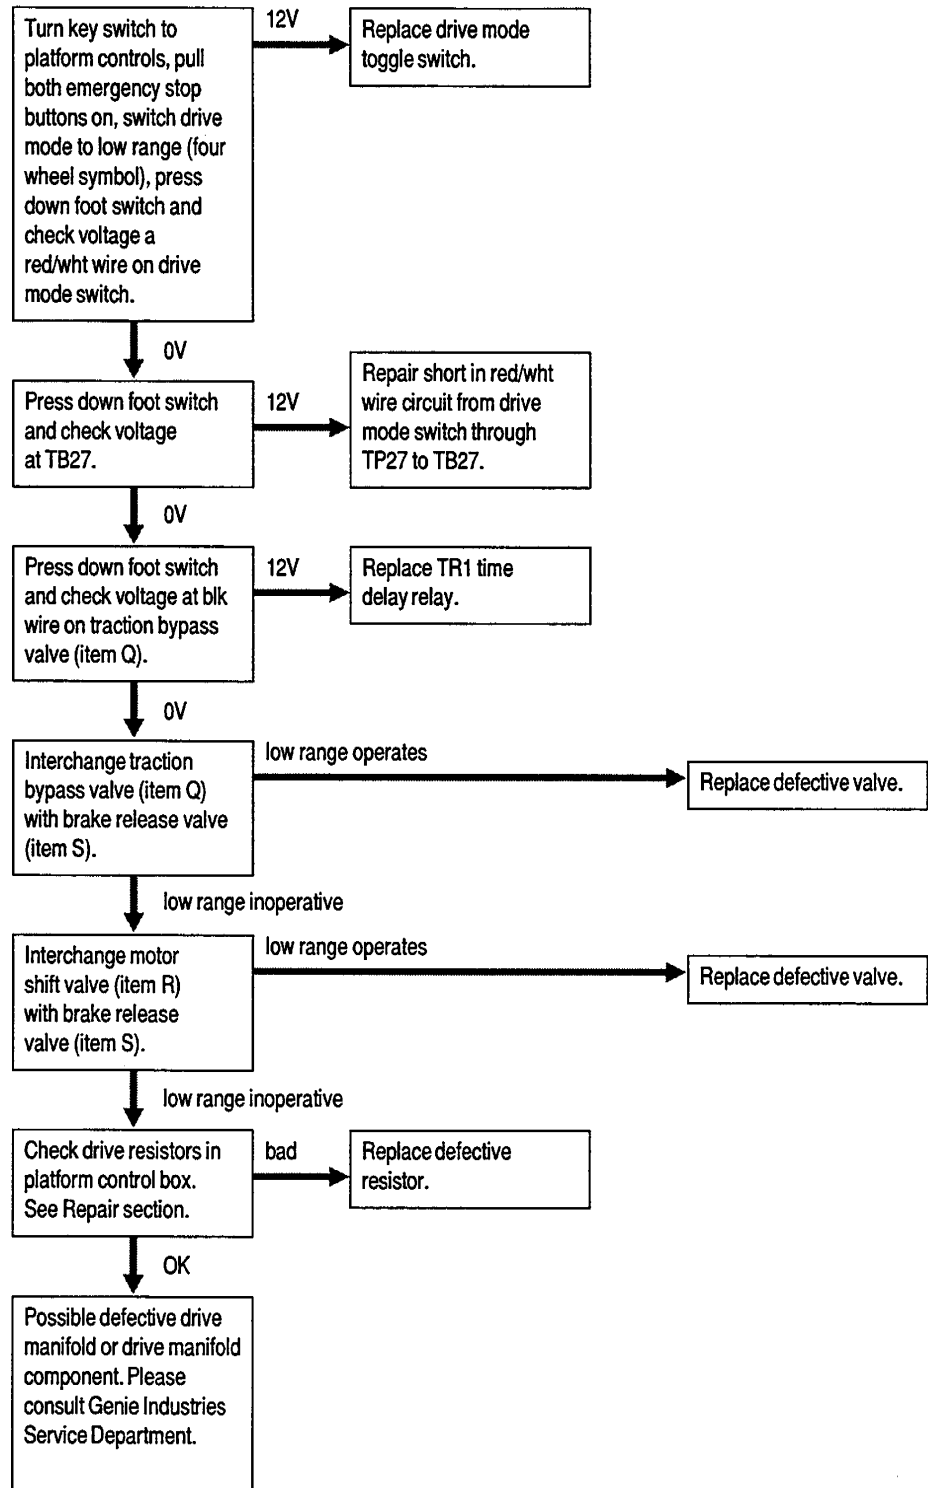 Turn key switch to
platform controls, pull
both emergency stop
buttons on, switch drive
mode to low range (four
wheel symbol), press
down foot switch and
check voltage a
red/wht wire on drive
mode switch.
12V
Replace drive mode
toggle switch.
0V
Press down foot switch
and check voltage
at TB27.
12V
Repair short in red/wht
wire circuit from drive
mode switch through
TP27 to TB27.
0V
Press down foot switch
and check voltage at blk
wire on traction bypass
valve (item Q).
12V
Replace TR1 time
delay relay.
0V
Interchange traction
bypass valve (item Q)
with brake release valve
(item S).
low range operates
Replace defective valve.
low range inoperative
Interchange motor
shift valve (item R)
with brake release
valve (item S).
low range operates
Replace defective valve.
low range inoperative
Check drive resistors in
platform control box.
See Repair section.
bad
Replace defective
resistor.
OK
Possible defective drive
manifold or drive manifold
component. Please
consult Genie Industries
Service Department.